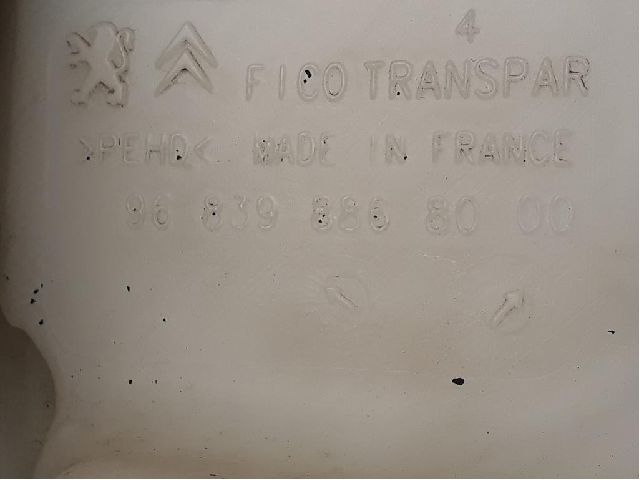 4
FICO TRANSPAR
>PEHD< MADE IN FRANCE
96 839 886 80 00